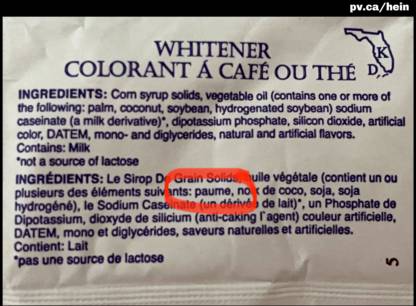 pv.ca/hein
WHITENER
COLORANT Á CAFÉ OU THÉ
K
D
INGREDIENTS: Corn syrup solids, vegetable oil (contains one or more of
the following: palm, coconut, soybean, hydrogenated soybean) sodium
caseinate (a milk derivative)*, dipotassium phosphate, silicon dioxide, artificial
color, DATEM, mono- and diglycerides, natural and artificial flavors.
Contains: Milk
*not a source of lactose
INGRÉDIENTS: Le Sirop De Grain Solids, huile végétale (contient un ou
plusieurs des éléments suivants: paume, noix de coco, soja, soja
hydrogéné), le Sodium Caseinate (un dérivé de lait)*, un Phosphate de
Dipotassium, dioxyde de silicium (anti-caking l'agent) couleur artificielle,
DATEM, mono et diglycérides, saveurs naturelles et artificielles.
Contient: Lait
*pas une source de lactose
5